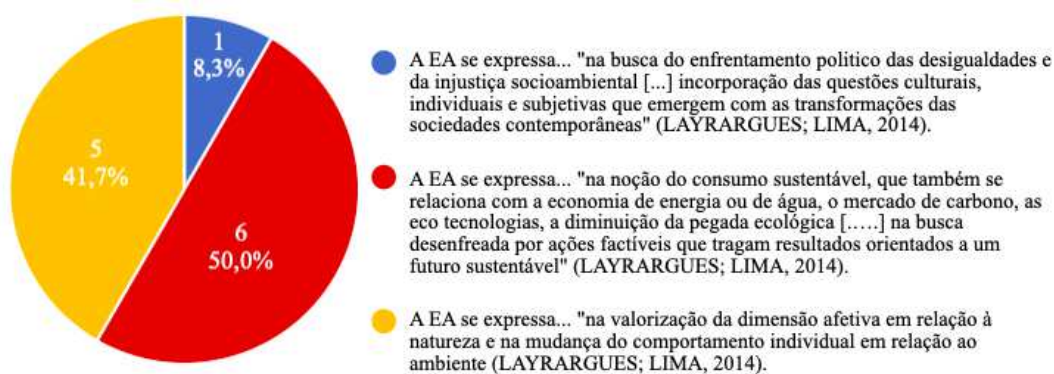 1
8,3%
5
41,7%
6
50,0%
A EA se expressa... "na busca do enfrentamento politico das desigualdades e
da injustiça socioambiental [...] incorporação das questões culturais,
individuais e subjetivas que emergem com as transformações das
sociedades contemporâneas" (LAYRARGUES; LIMA, 2014).
A EA se expressa... "na noção do consumo sustentável, que também se
relaciona com a economia de energia ou de água, o mercado de carbono, as
eco tecnologias, a diminuição da pegada ecológica [.....] na busca
desenfreada por ações factíveis que tragam resultados orientados a um
futuro sustentável" (LAYRARGUES; LIMA, 2014).
A EA se expressa... "na valorização da dimensão afetiva em relação à
natureza e na mudança do comportamento individual em relação ao
ambiente (LAYRARGUES; LIMA, 2014).